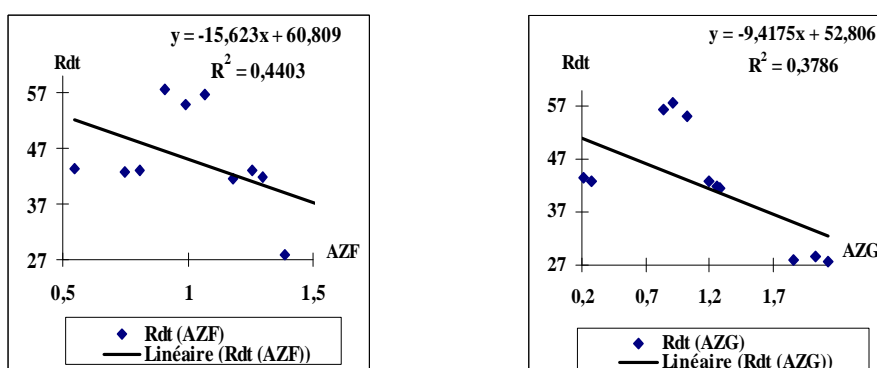 y = -15,623x + 60,809
R² = 0,4403
Rdt
57
47
37
27
AZF
0,5 1 1,5
Rdt (AZF)
Linéaire (Rdt (AZF))
y = -9,4175x + 52,806
R² = 0,3786
Rdt
57
47
37
27
AZG
0,2 0,7 1,2 1,7
Rdt (AZG)
Linéaire (Rdt (AZG))